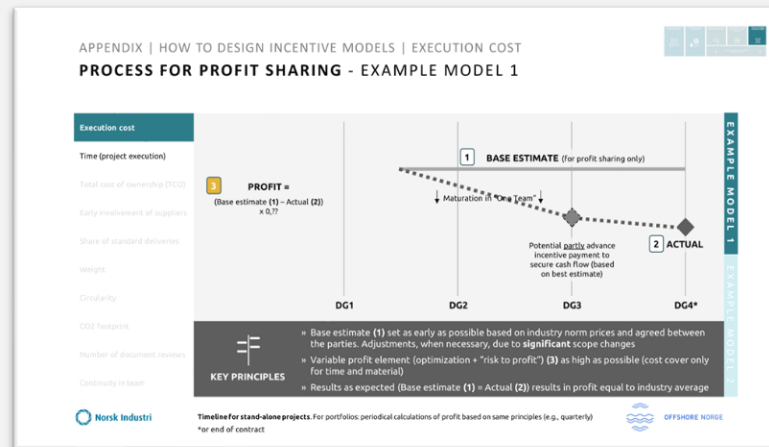 APPENDIX | HOW TO DESIGN INCENTIVE MODELS | EXECUTION COST
PROCESS FOR PROFIT SHARING - EXAMPLE MODEL 1
Execution cost
Time (project execution)
Total cost of ownership (TCO)
Early involvement of suppliers
Share of standard deliveries
Weight
Circularity
CO2 footprint
Number of document reviews
Continuity in team
3
PROFIT =
(Base estimate (1) – Actual (2))
x 0,??
1
BASE ESTIMATE (for profit sharing only)
Maturation in "One Team"
Potential partly advance
incentive payment to
secure cash flow (based
on best estimate)
2
ACTUAL
DG1
DG2
DG3
DG4*
EXAMPLE MODEL 1
EXAMPLE MODEL 2
KEY PRINCIPLES
» Base estimate (1) set as early as possible based on industry norm prices and agreed between
the parties. Adjustments, when necessary, due to significant scope changes
» Variable profit element (optimization + "risk to profit") (3) as high as possible (cost cover only
for time and material)
» Results as expected (Base estimate (1) = Actual (2)) results in profit equal to industry average
Norsk Industri
Timeline for stand-alone projects. For portfolios: periodical calculations of profit based on same principles (e.g., quarterly)
*or end of contract
OFFSHORE NORGE